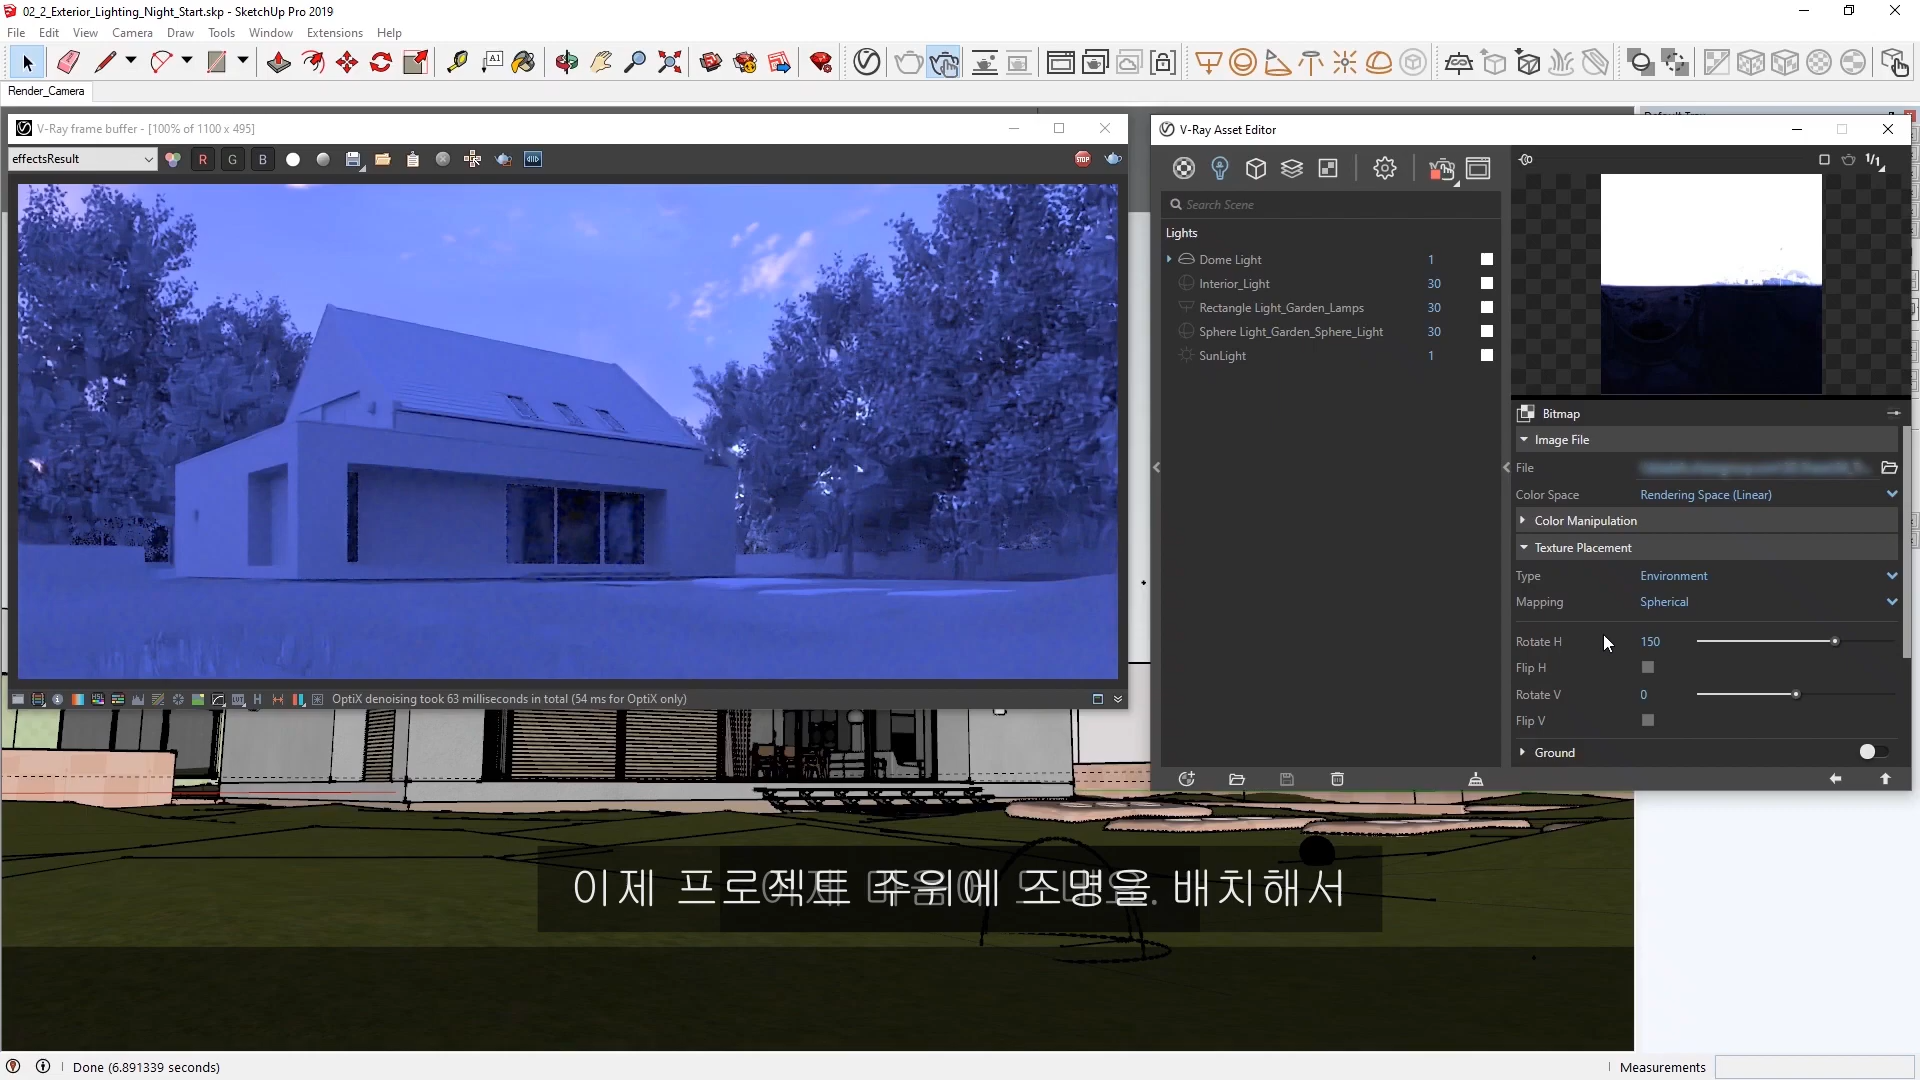 02_2_Exterior_Lighting_Night_Start.skp - SketchUp Pro 2019
File Edit View Camera Draw Tools Window Extensions Help
Render_Camera
V-Ray frame buffer - [100% of 1100 x 495]
effectsResult
R G B
STOP
OptiX denoising took 63 milliseconds in total (54 ms for OptiX only)
V-Ray Asset Editor
1/1
Search Scene
Lights
Dome Light 1
Interior_Light 30
Rectangle Light_Garden_Lamps 30
Sphere Light_Garden_Sphere_Light 30
SunLight 1
Bitmap
Image File
File
Color Space Rendering Space (Linear)
Color Manipulation
Texture Placement
Type Environment
Mapping Spherical
Rotate H 150
Flip H
Rotate V 0
Flip V
Ground
이제 프로젝트 주위에 조명을 배치해서
Done (6.891339 seconds)
Measurements